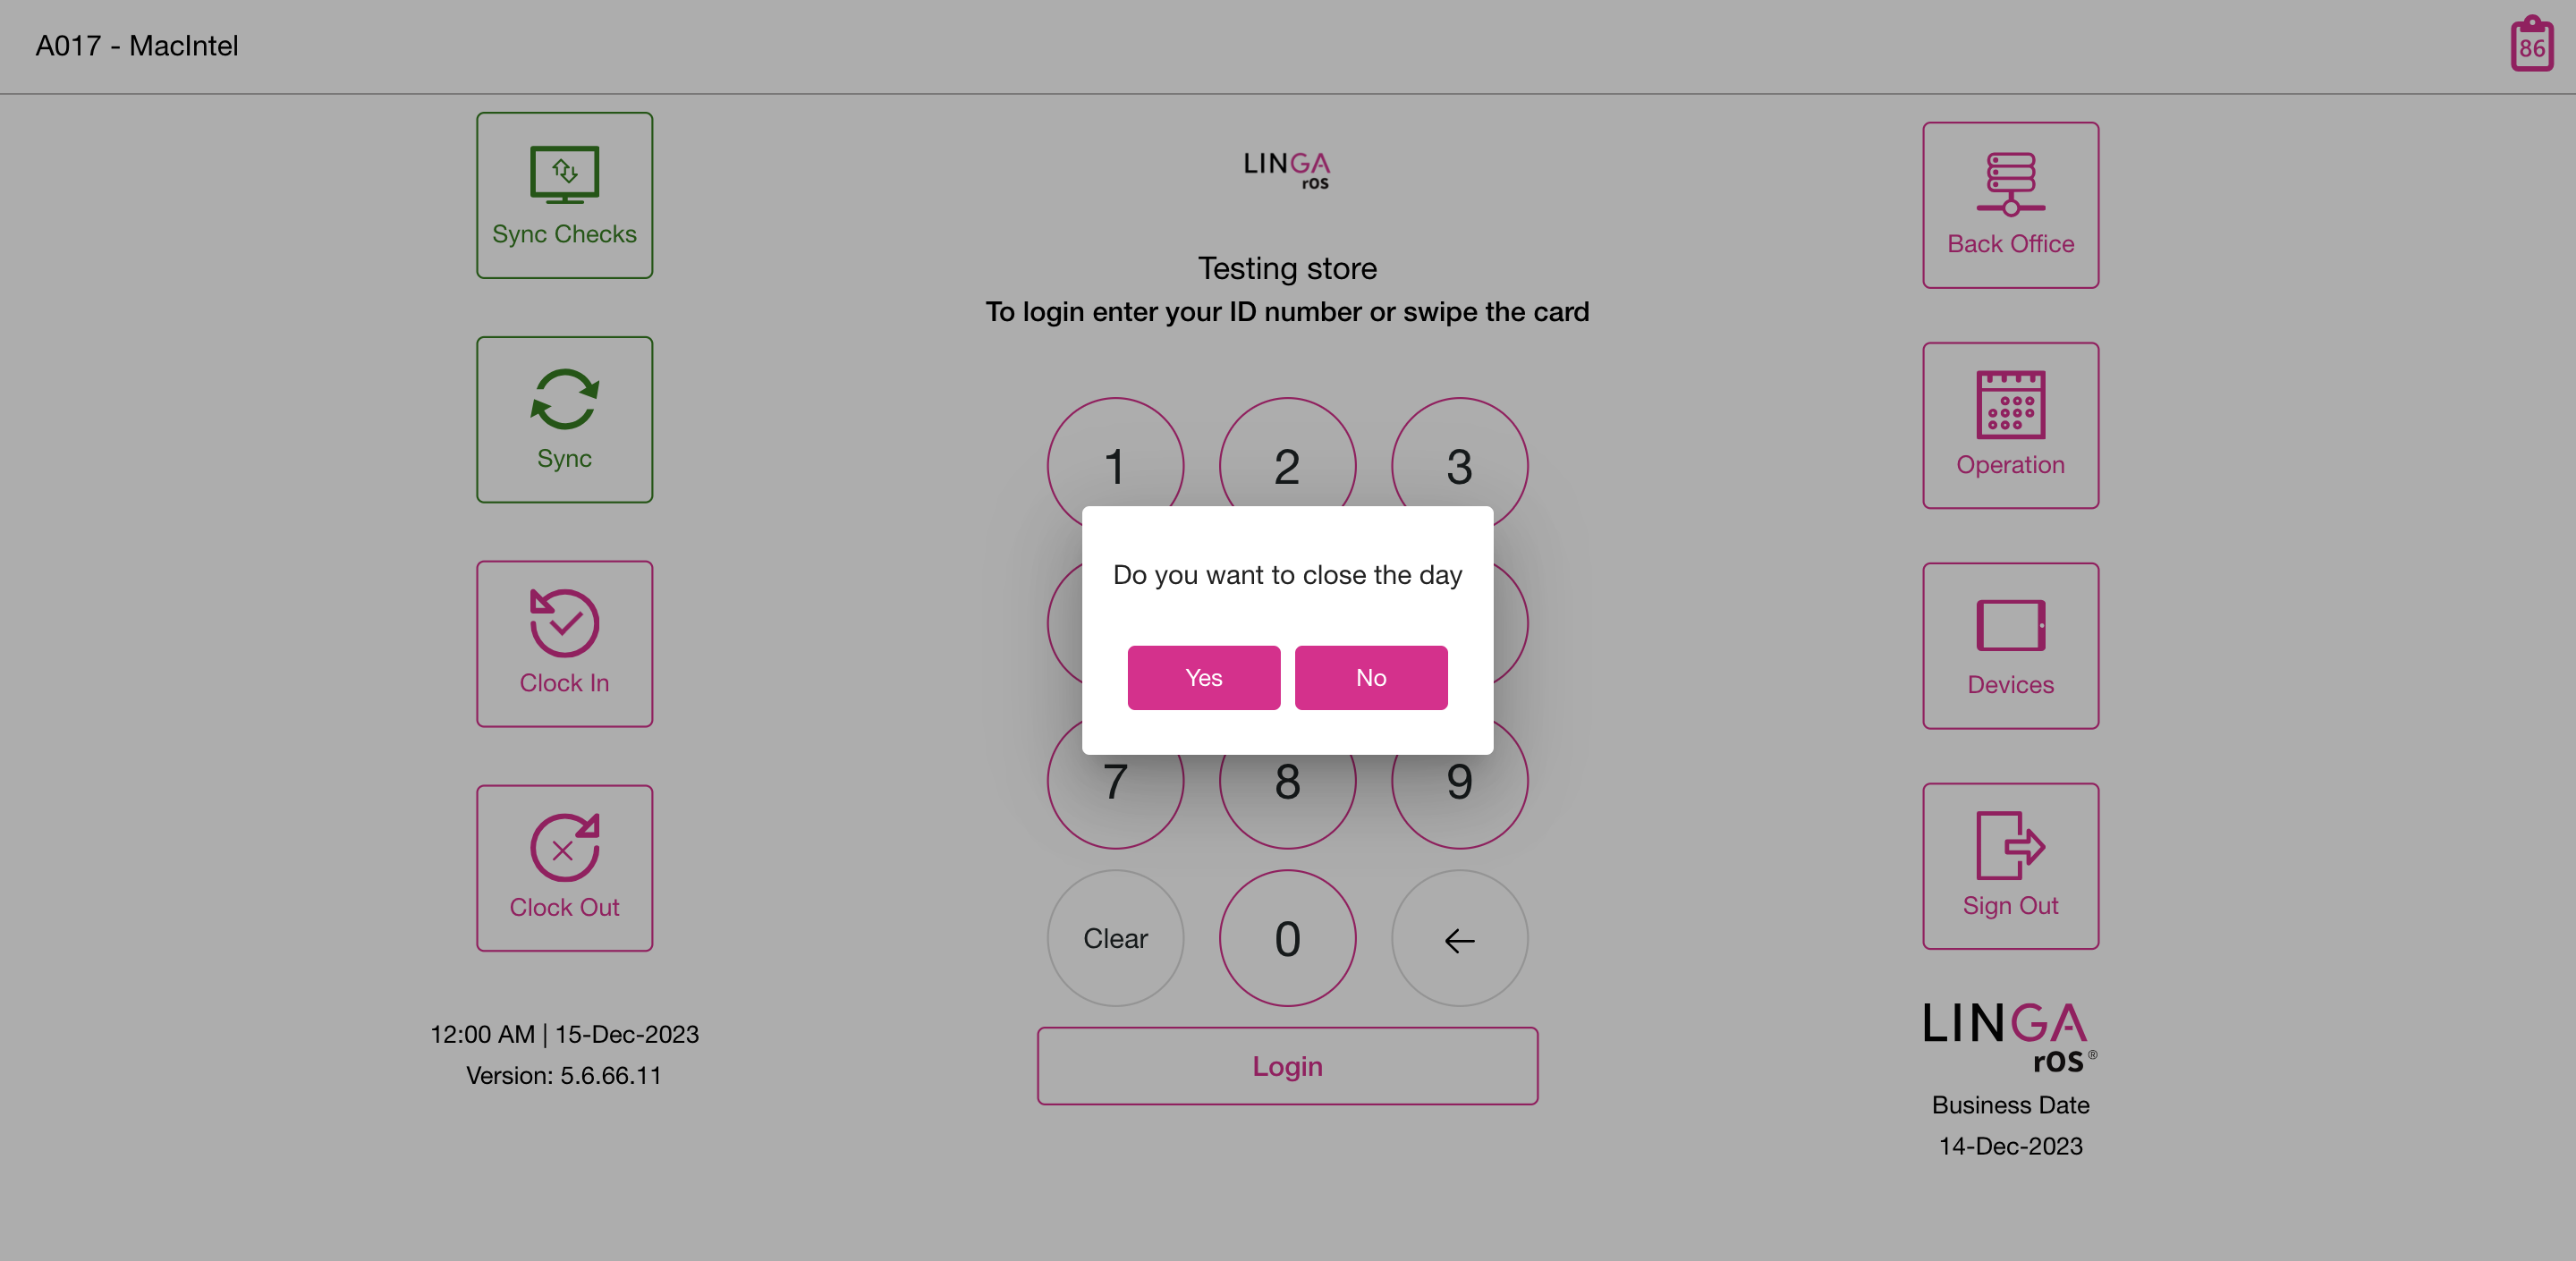 A017 - MacIntel
86
Sync Checks
Sync
Clock In
Clock Out
12:00 AM | 15-Dec-2023
Version: 5.6.66.11
LINGA
ros
Testing store
To login enter your ID number or swipe the card
1 2 3
Do you want to close the day
Yes No
7 8 9
Clear 0 ←
Login
Back Office
Operation
Devices
Sign Out
LINGA
ros ®
Business Date
14-Dec-2023